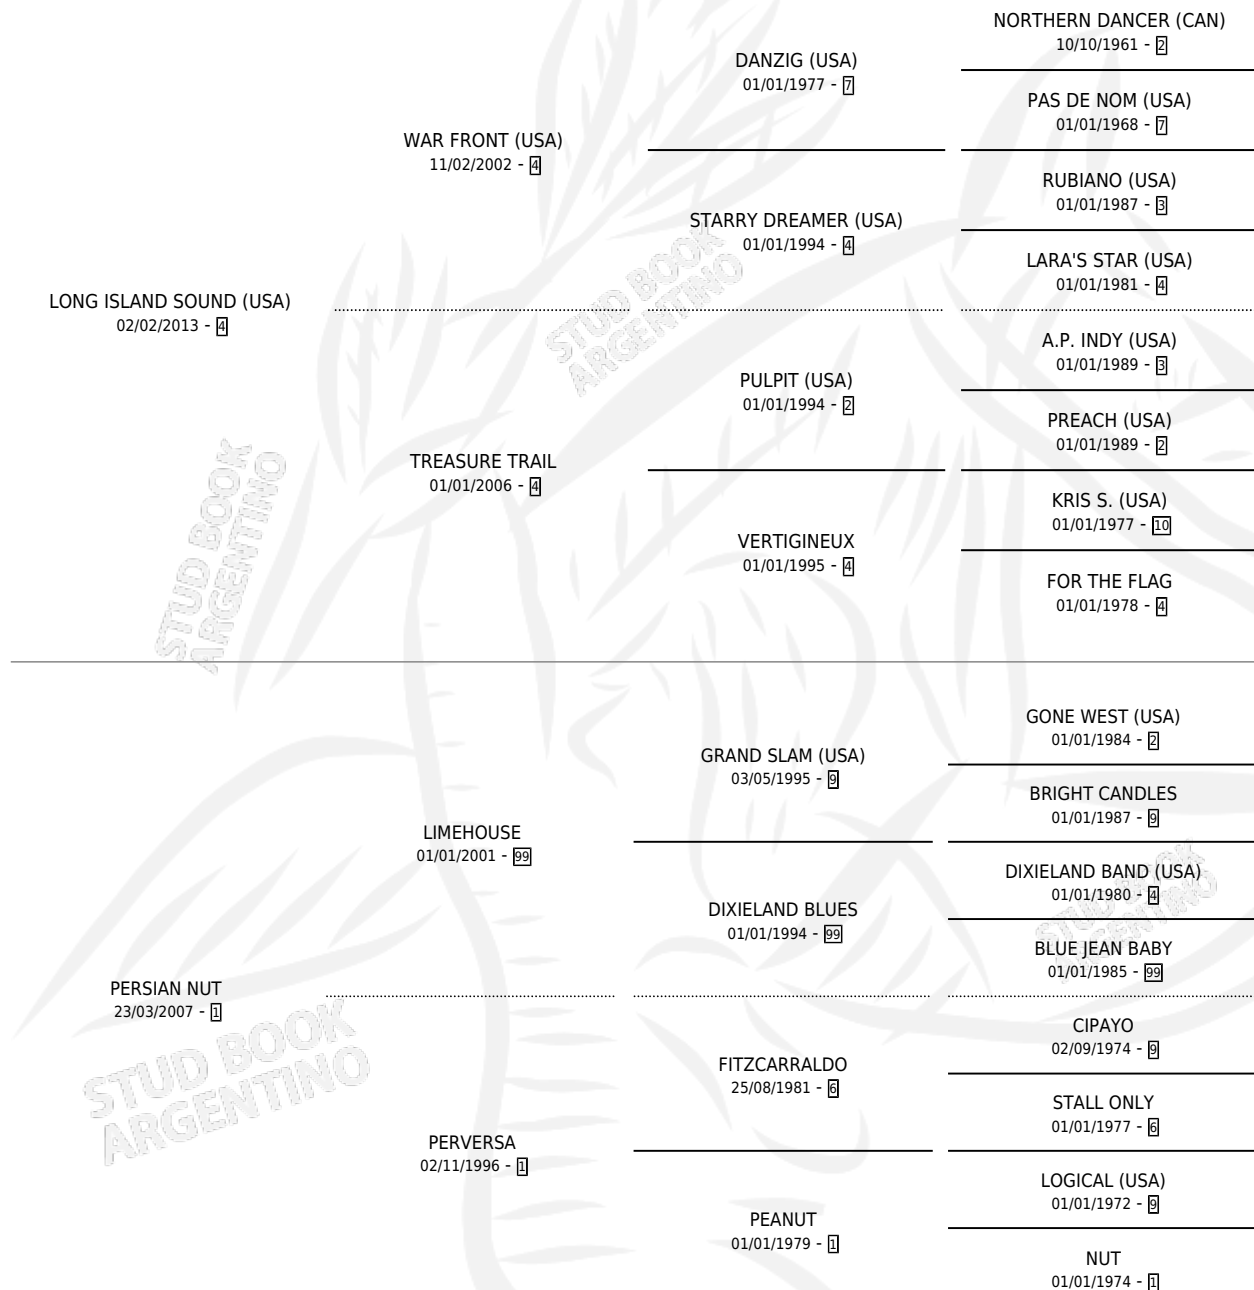 NORTHERN DANCER (CAN)
10/10/1961 - 2
DANZIG (USA)
01/01/1977 - 7
PAS DE NOM (USA)
01/01/1968 - 7
WAR FRONT (USA)
11/02/2002 - 4
RUBIANO (USA)
01/01/1987 - 3
STARRY DREAMER (USA)
01/01/1994 - 4
LARA'S STAR (USA)
01/01/1981 - 4
LONG ISLAND SOUND (USA)
02/02/2013 - 4
STUD BOOK
ARGENTINO
A.P. INDY (USA)
01/01/1989 - 3
PULPIT (USA)
01/01/1994 - 2
PREACH (USA)
01/01/1989 - 2
TREASURE TRAIL
01/01/2006 - 4
KRIS S. (USA)
01/01/1977 - 10
VERTIGINEUX
01/01/1995 - 4
FOR THE FLAG
01/01/1978 - 4
STUD BOOK
ARGENTINO
GONE WEST (USA)
01/01/1984 - 2
GRAND SLAM (USA)
03/05/1995 - 9
BRIGHT CANDLES
01/01/1987 - 9
LIMEHOUSE
01/01/2001 - 99
DIXIELAND BAND (USA)
01/01/1980 - 4
DIXIELAND BLUES
01/01/1994 - 99
STUD BOOK
ARGENTINO
BLUE JEAN BABY
01/01/1985 - 99
PERSIAN NUT
23/03/2007 - 1
STUD BOOK
ARGENTINO
CIPAYO
02/09/1974 - 9
FITZCARRALDO
25/08/1981 - 6
STALL ONLY
01/01/1977 - 6
PERVERSA
02/11/1996 - 1
LOGICAL (USA)
01/01/1972 - 9
PEANUT
01/01/1979 - 1
NUT
01/01/1974 - 1